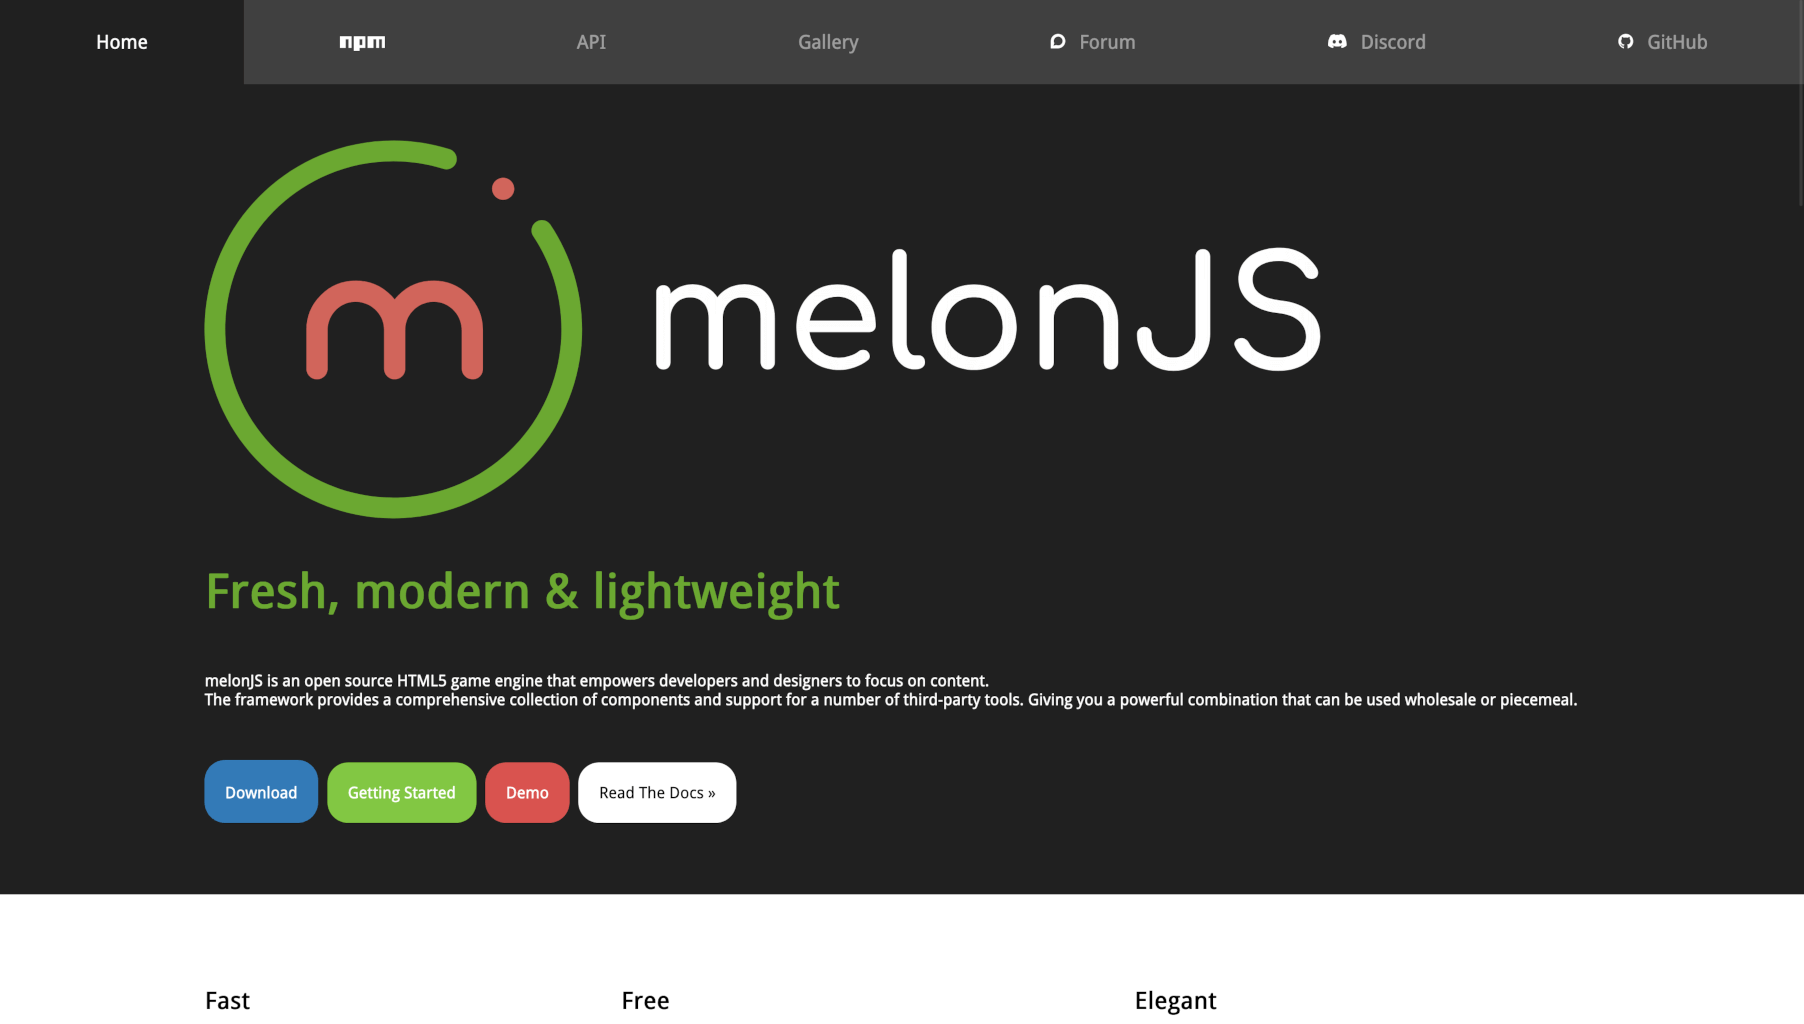 Home
npm
API
Gallery
Forum
Discord
GitHub
m
melonJS
Fresh, modern & lightweight
melonJS is an open source HTML5 game engine that empowers developers and designers to focus on content.
The framework provides a comprehensive collection of components and support for a number of third-party tools. Giving you a powerful combination that can be used wholesale or piecemeal.
Download
Getting Started
Demo
Read The Docs »
Fast
Free
Elegant